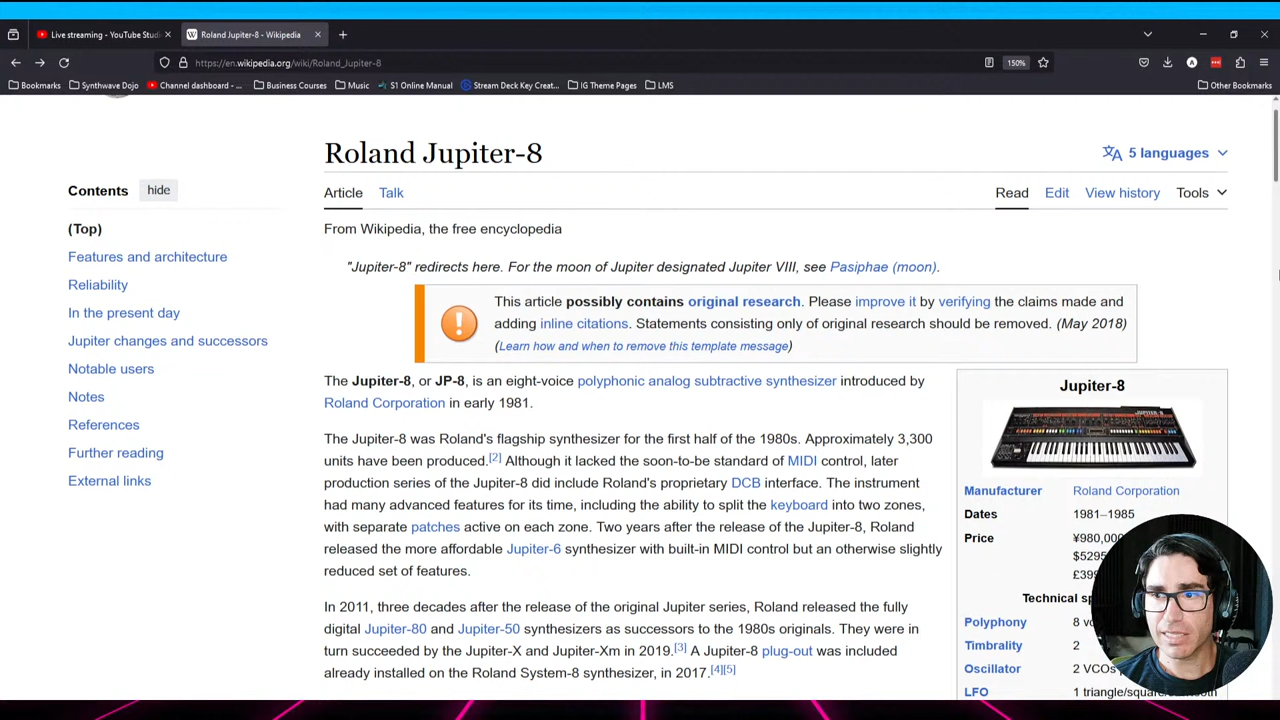 Live streaming - YouTube Studi
Roland Jupiter-8 - Wikipedia
https://en.wikipedia.org/wiki/Roland_Jupiter-8
150%
Bookmarks
Synthwave Dojo
Channel dashboard - ...
Business Courses
Music
S1 Online Manual
Stream Deck Key Creat...
IG Theme Pages
LMS
Other Bookmarks
Contents
hide
(Top)
Features and architecture
Reliability
In the present day
Jupiter changes and successors
Notable users
Notes
References
Further reading
External links
Roland Jupiter-8
5 languages
Article
Talk
Read
Edit
View history
Tools
From Wikipedia, the free encyclopedia
"Jupiter-8" redirects here. For the moon of Jupiter designated Jupiter VIII, see Pasiphae (moon).
This article possibly contains original research. Please improve it by verifying the claims made and
adding inline citations. Statements consisting only of original research should be removed. (May 2018)
(Learn how and when to remove this template message)
The Jupiter-8, or JP-8, is an eight-voice polyphonic analog subtractive synthesizer introduced by
Roland Corporation in early 1981.
The Jupiter-8 was Roland's flagship synthesizer for the first half of the 1980s. Approximately 3,300
units have been produced.[2] Although it lacked the soon-to-be standard of MIDI control, later
production series of the Jupiter-8 did include Roland's proprietary DCB interface. The instrument
had many advanced features for its time, including the ability to split the keyboard into two zones,
with separate patches active on each zone. Two years after the release of the Jupiter-8, Roland
released the more affordable Jupiter-6 synthesizer with built-in MIDI control but an otherwise slightly
reduced set of features.
In 2011, three decades after the release of the original Jupiter series, Roland released the fully
digital Jupiter-80 and Jupiter-50 synthesizers as successors to the 1980s originals. They were in
turn succeeded by the Jupiter-X and Jupiter-Xm in 2019.[3] A Jupiter-8 plug-out was included
already installed on the Roland System-8 synthesizer, in 2017.[4][5]
Jupiter-8
Manufacturer Roland Corporation
Dates 1981–1985
Price ¥980,000
$5295
£399
Technical sp
Polyphony 8 vo
Timbrality 2
Oscillator 2 VCOs
LFO 1 triangle/square/